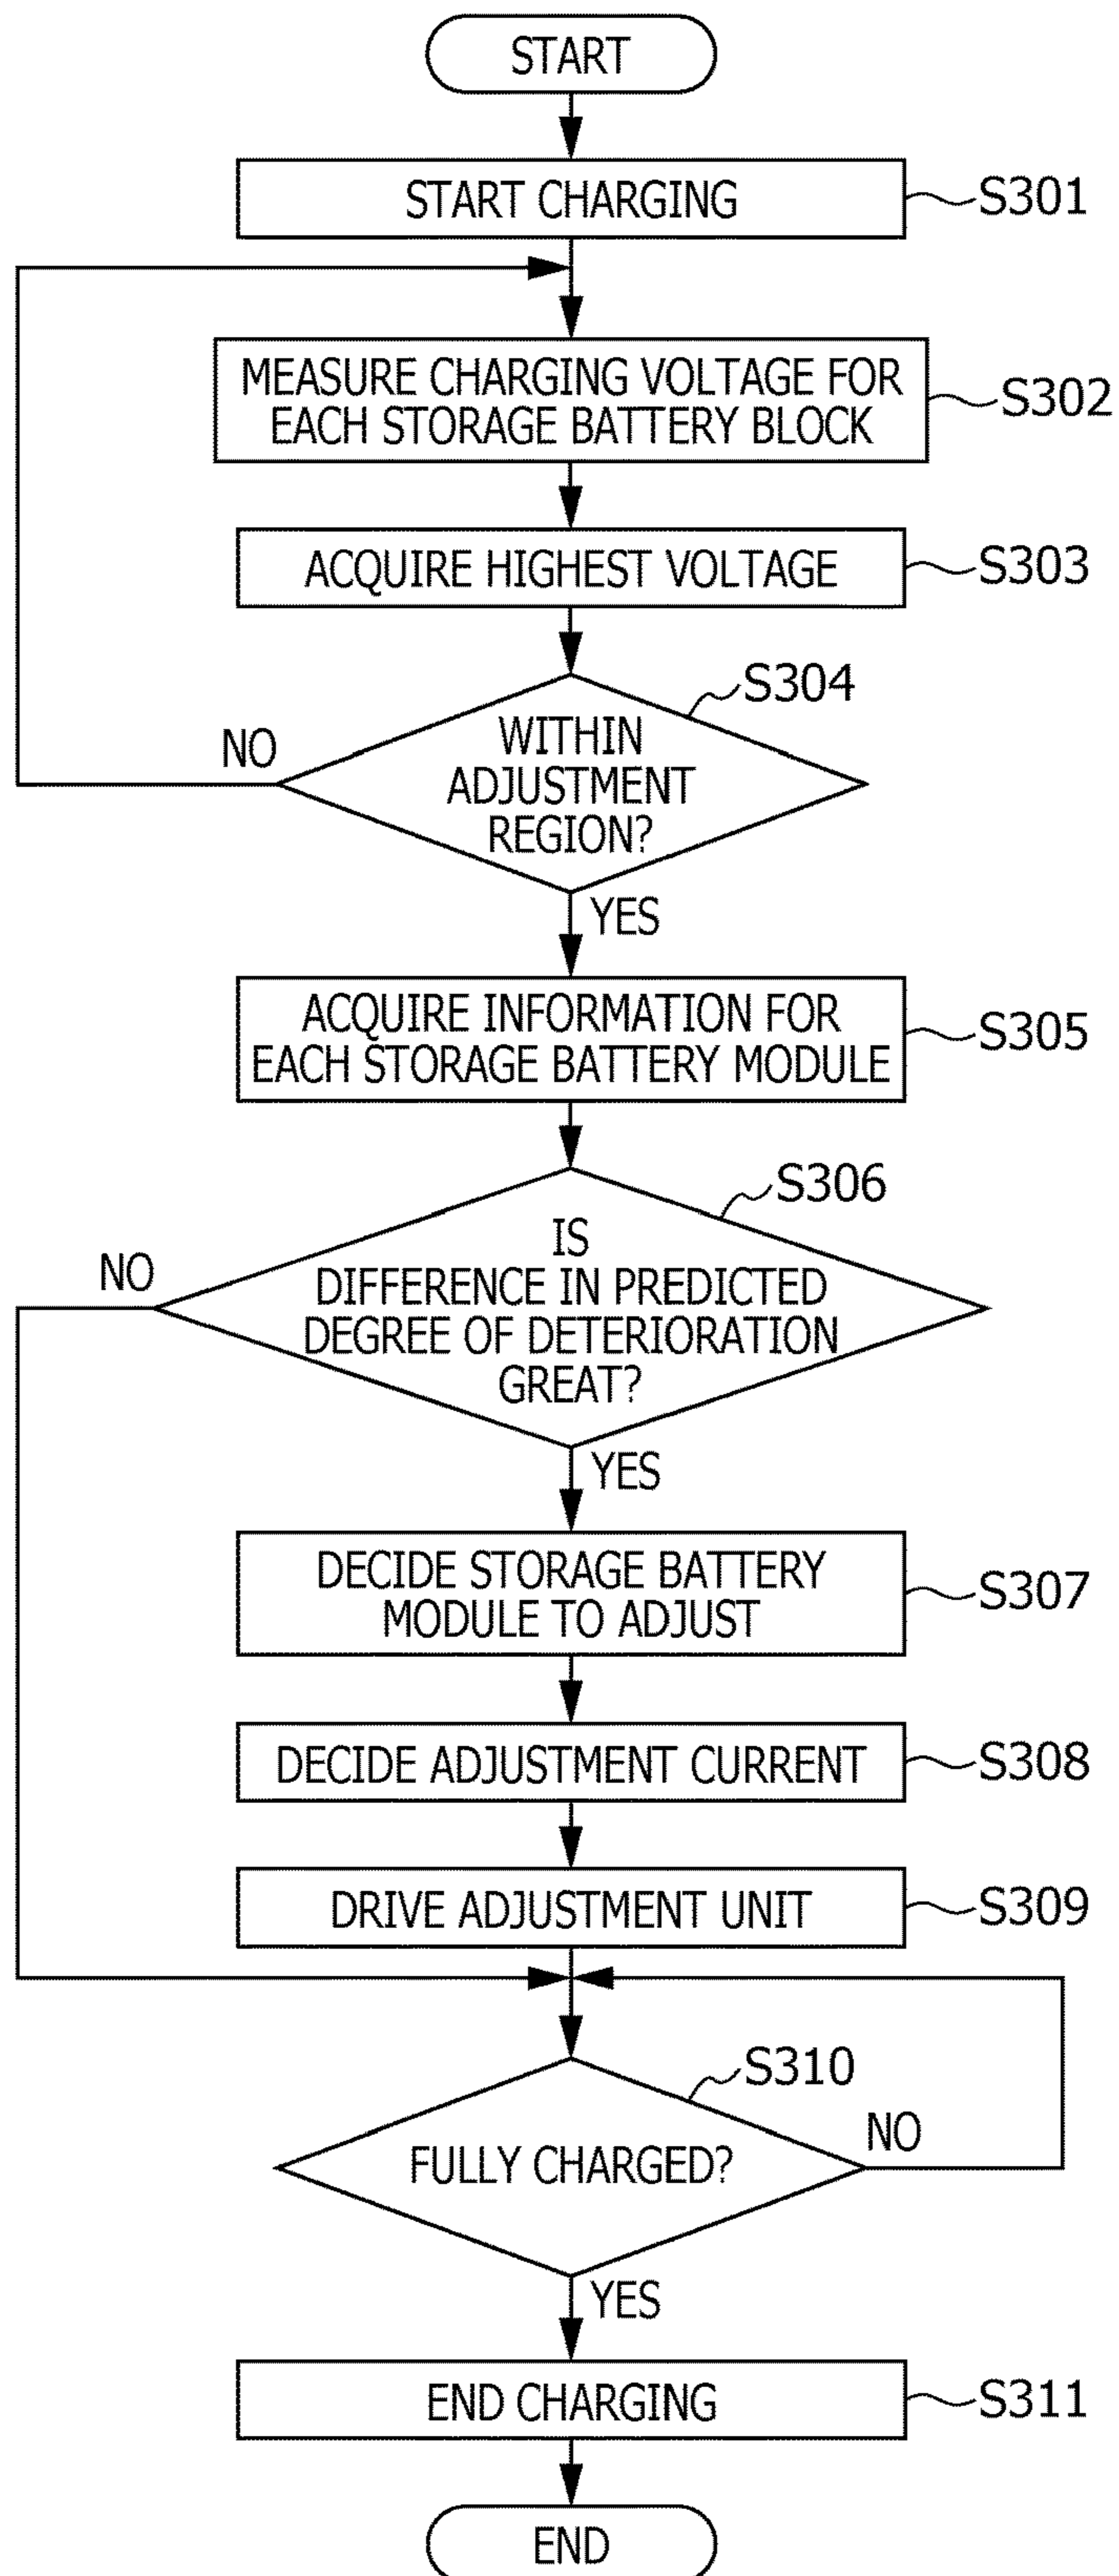 START
START CHARGING
S301
MEASURE CHARGING VOLTAGE FOR
EACH STORAGE BATTERY BLOCK
S302
ACQUIRE HIGHEST VOLTAGE
S303
S304
WITHIN
ADJUSTMENT
REGION?
NO
YES
ACQUIRE INFORMATION FOR
EACH STORAGE BATTERY MODULE
S305
S306
IS
DIFFERENCE IN PREDICTED
DEGREE OF DETERIORATION
GREAT?
NO
YES
DECIDE STORAGE BATTERY
MODULE TO ADJUST
S307
DECIDE ADJUSTMENT CURRENT
S308
DRIVE ADJUSTMENT UNIT
S309
S310
FULLY CHARGED?
NO
YES
END CHARGING
S311
END